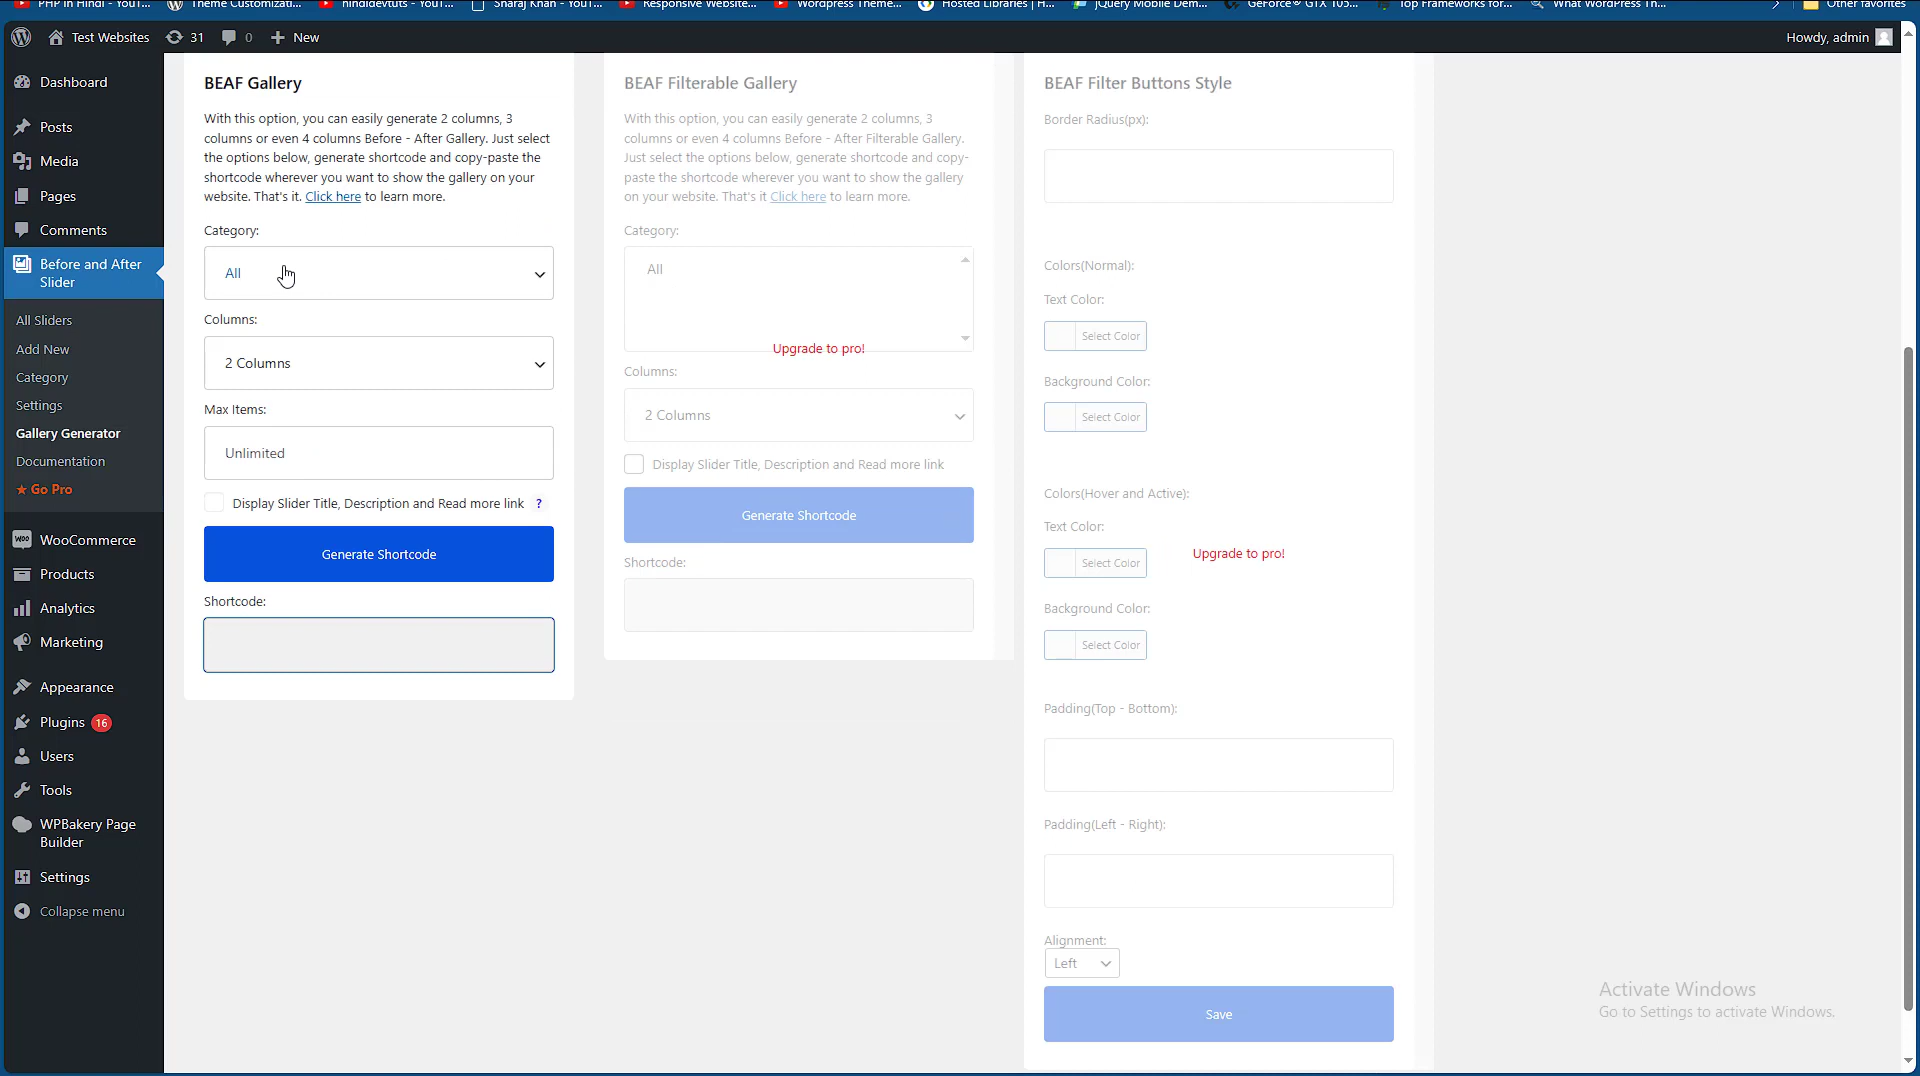 PHP in Hindi - YouT...
Theme Customizati...
hindidevtuts - YouT...
Sharaj Khan - YouT...
Responsive Website...
Wordpress Theme...
Hosted Libraries | H...
jQuery Mobile Dem...
GeForce® GTX 105...
Top Frameworks for...
What WordPress Th...
Other favorites
Test Websites
31
0
New
Howdy, admin
Dashboard
Posts
Media
Pages
Comments
Before and After
Slider
All Sliders
Add New
Category
Settings
Gallery Generator
Documentation
★ Go Pro
WooCommerce
Products
Analytics
Marketing
Appearance
Plugins 16
Users
Tools
WPBakery Page
Builder
Settings
Collapse menu
BEAF Gallery
With this option, you can easily generate 2 columns, 3
columns or even 4 columns Before - After Gallery. Just select
the options below, generate shortcode and copy-paste the
shortcode wherever you want to show the gallery on your
website. That's it. Click here to learn more.
Category:
All
Columns:
2 Columns
Max Items:
Unlimited
Display Slider Title, Description and Read more link ?
Generate Shortcode
Shortcode:
BEAF Filterable Gallery
With this option, you can easily generate 2 columns, 3
columns or even 4 columns Before - After Filterable Gallery.
Just select the options below, generate shortcode and copy-
paste the shortcode wherever you want to show the gallery
on your website. That's it Click here to learn more.
Category:
All
Upgrade to pro!
Columns:
2 Columns
Display Slider Title, Description and Read more link
Generate Shortcode
Shortcode:
BEAF Filter Buttons Style
Border Radius(px):
Colors(Normal):
Text Color:
Select Color
Background Color:
Select Color
Colors(Hover and Active):
Text Color:
Select Color
Upgrade to pro!
Background Color:
Select Color
Padding(Top - Bottom):
Padding(Left - Right):
Alignment:
Left
Save
Activate Windows
Go to Settings to activate Windows.